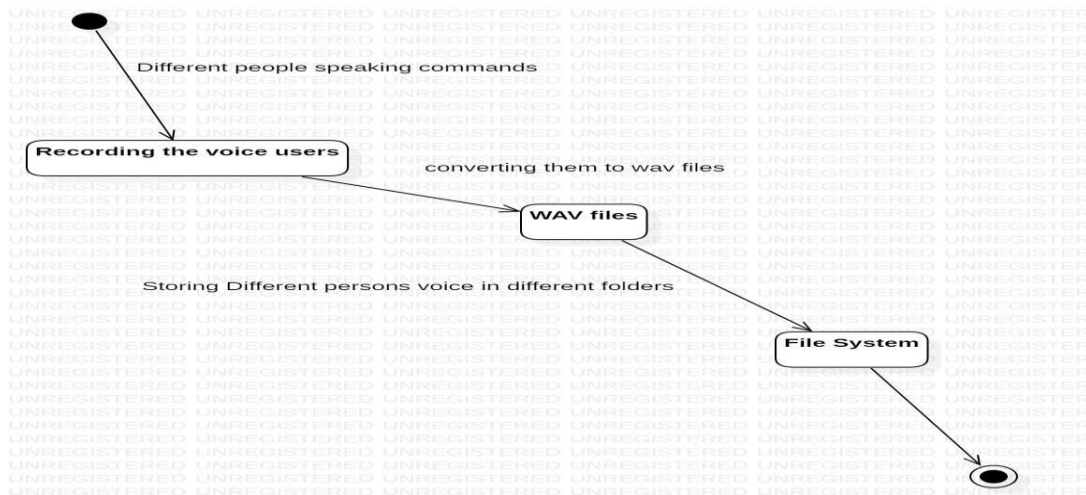 Different people speaking commands
Recording the voice users
converting them to wav files
WAV files
Storing Different persons voice in different folders
File System
UNREGISTERED